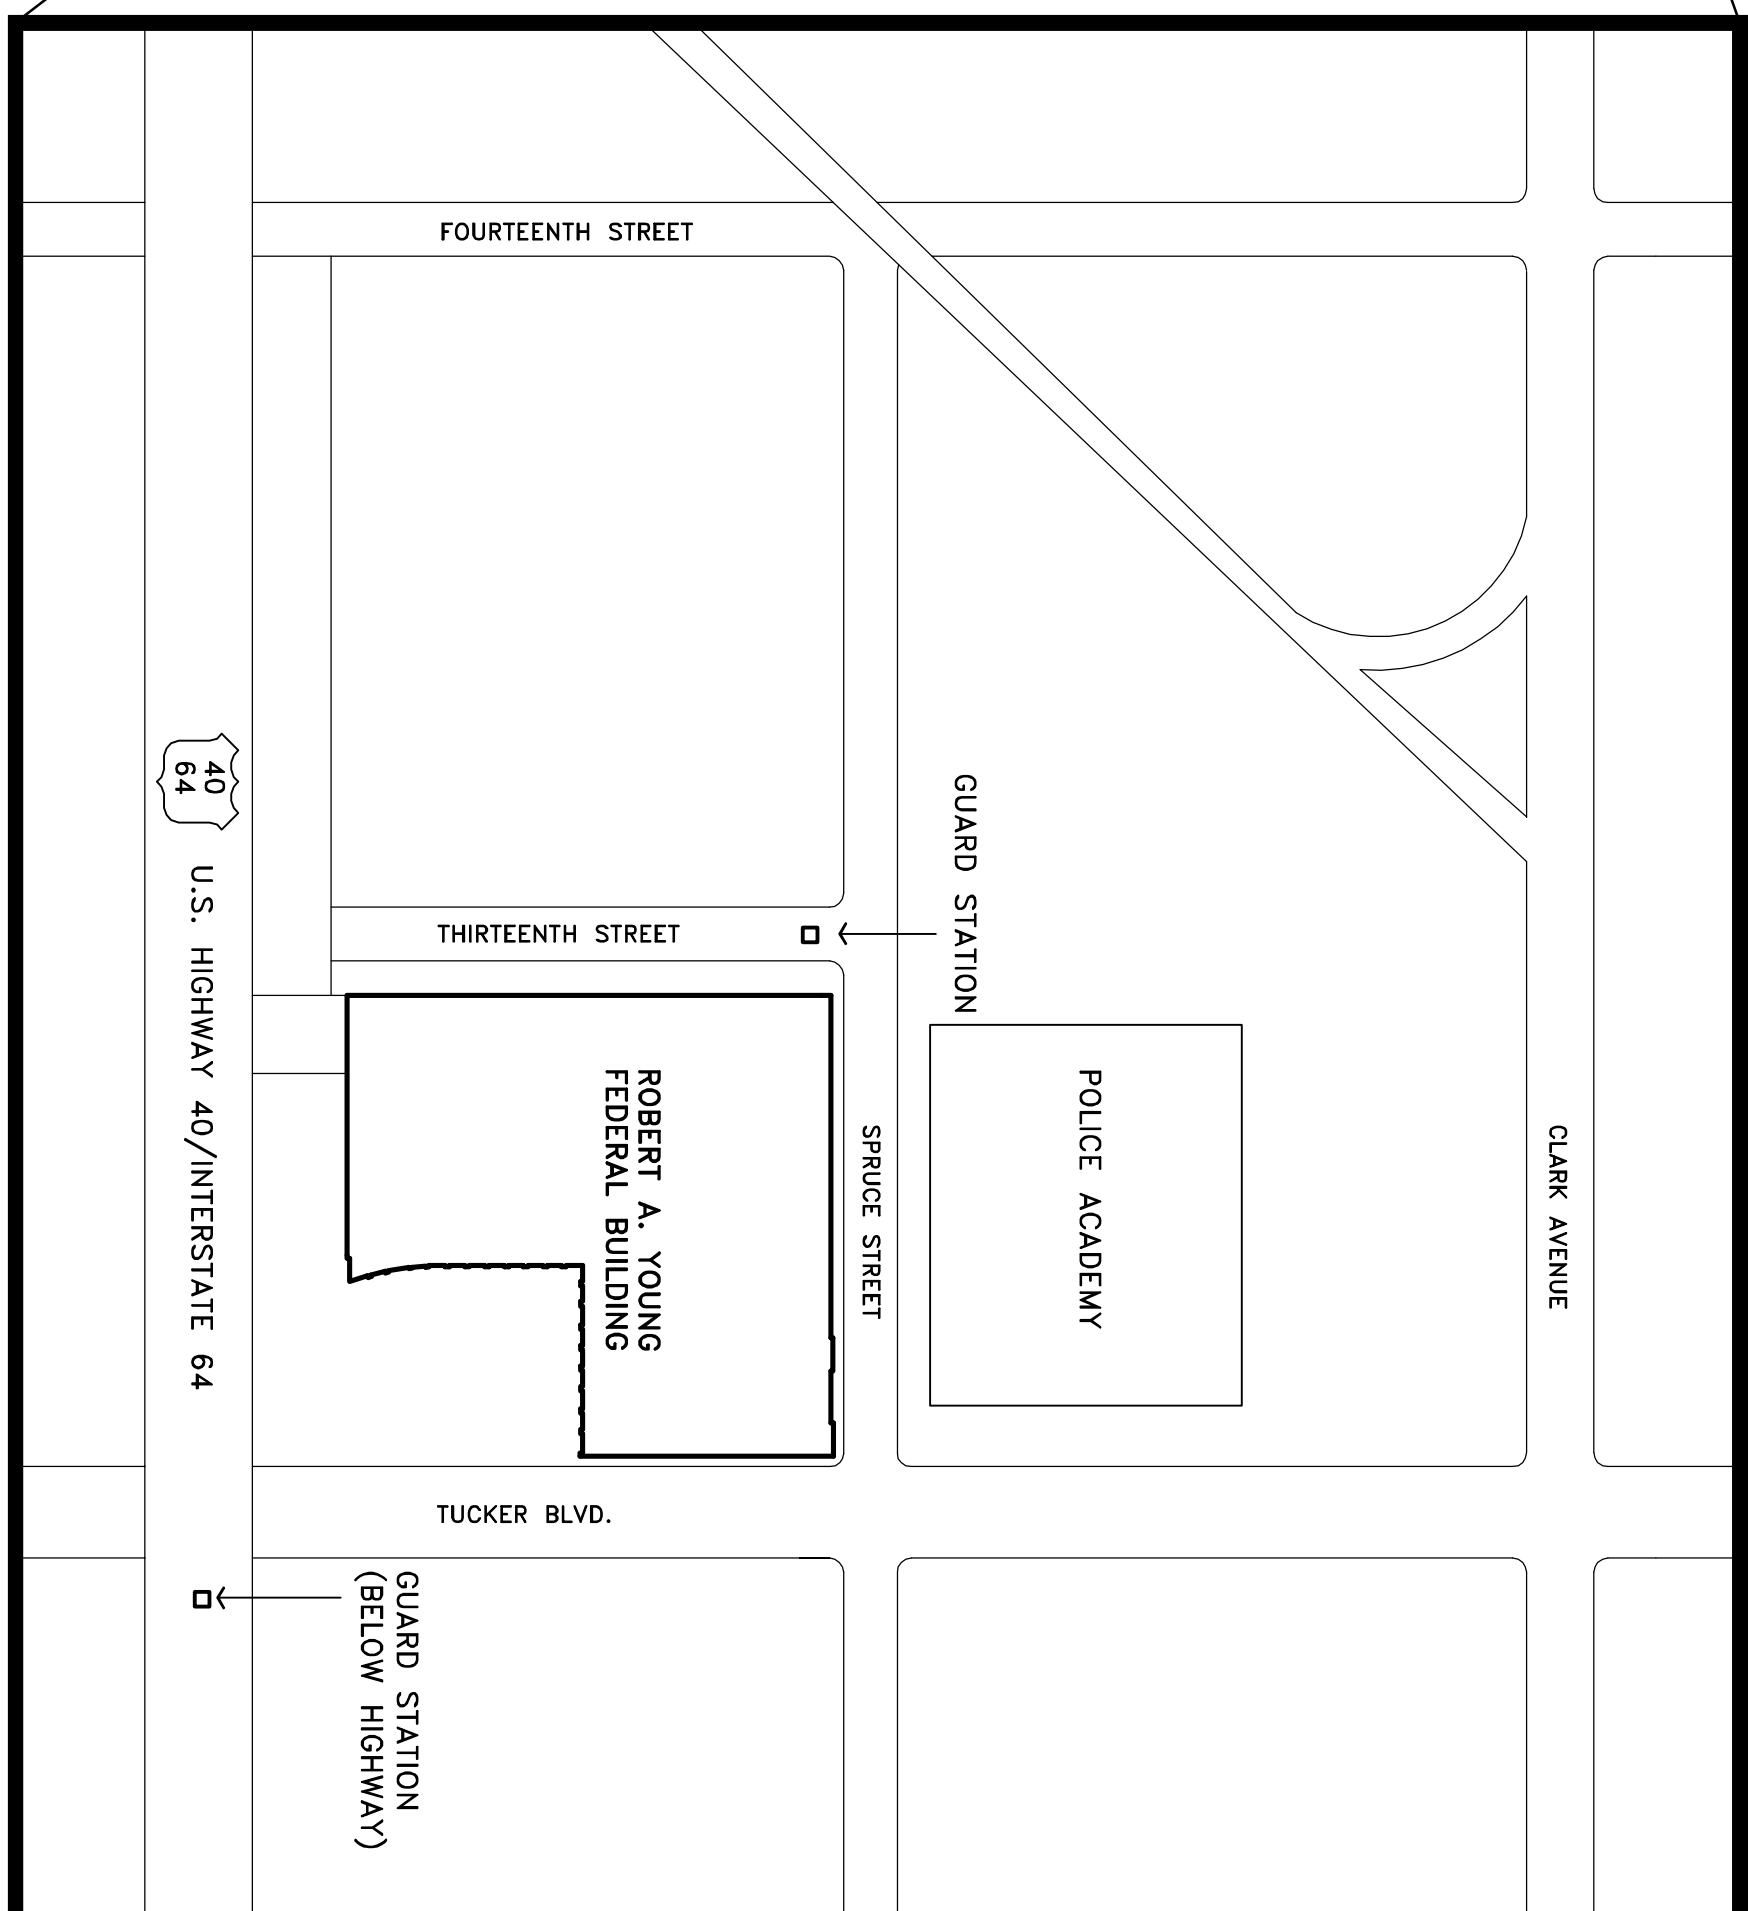 FOURTEENTH STREET
40
64
U.S. HIGHWAY 40/INTERSTATE 64
GUARD STATION
THIRTEENTH STREET
ROBERT A. YOUNG
FEDERAL BUILDING
SPRUCE STREET
POLICE ACADEMY
CLARK AVENUE
TUCKER BLVD.
GUARD STATION
(BELOW HIGHWAY)